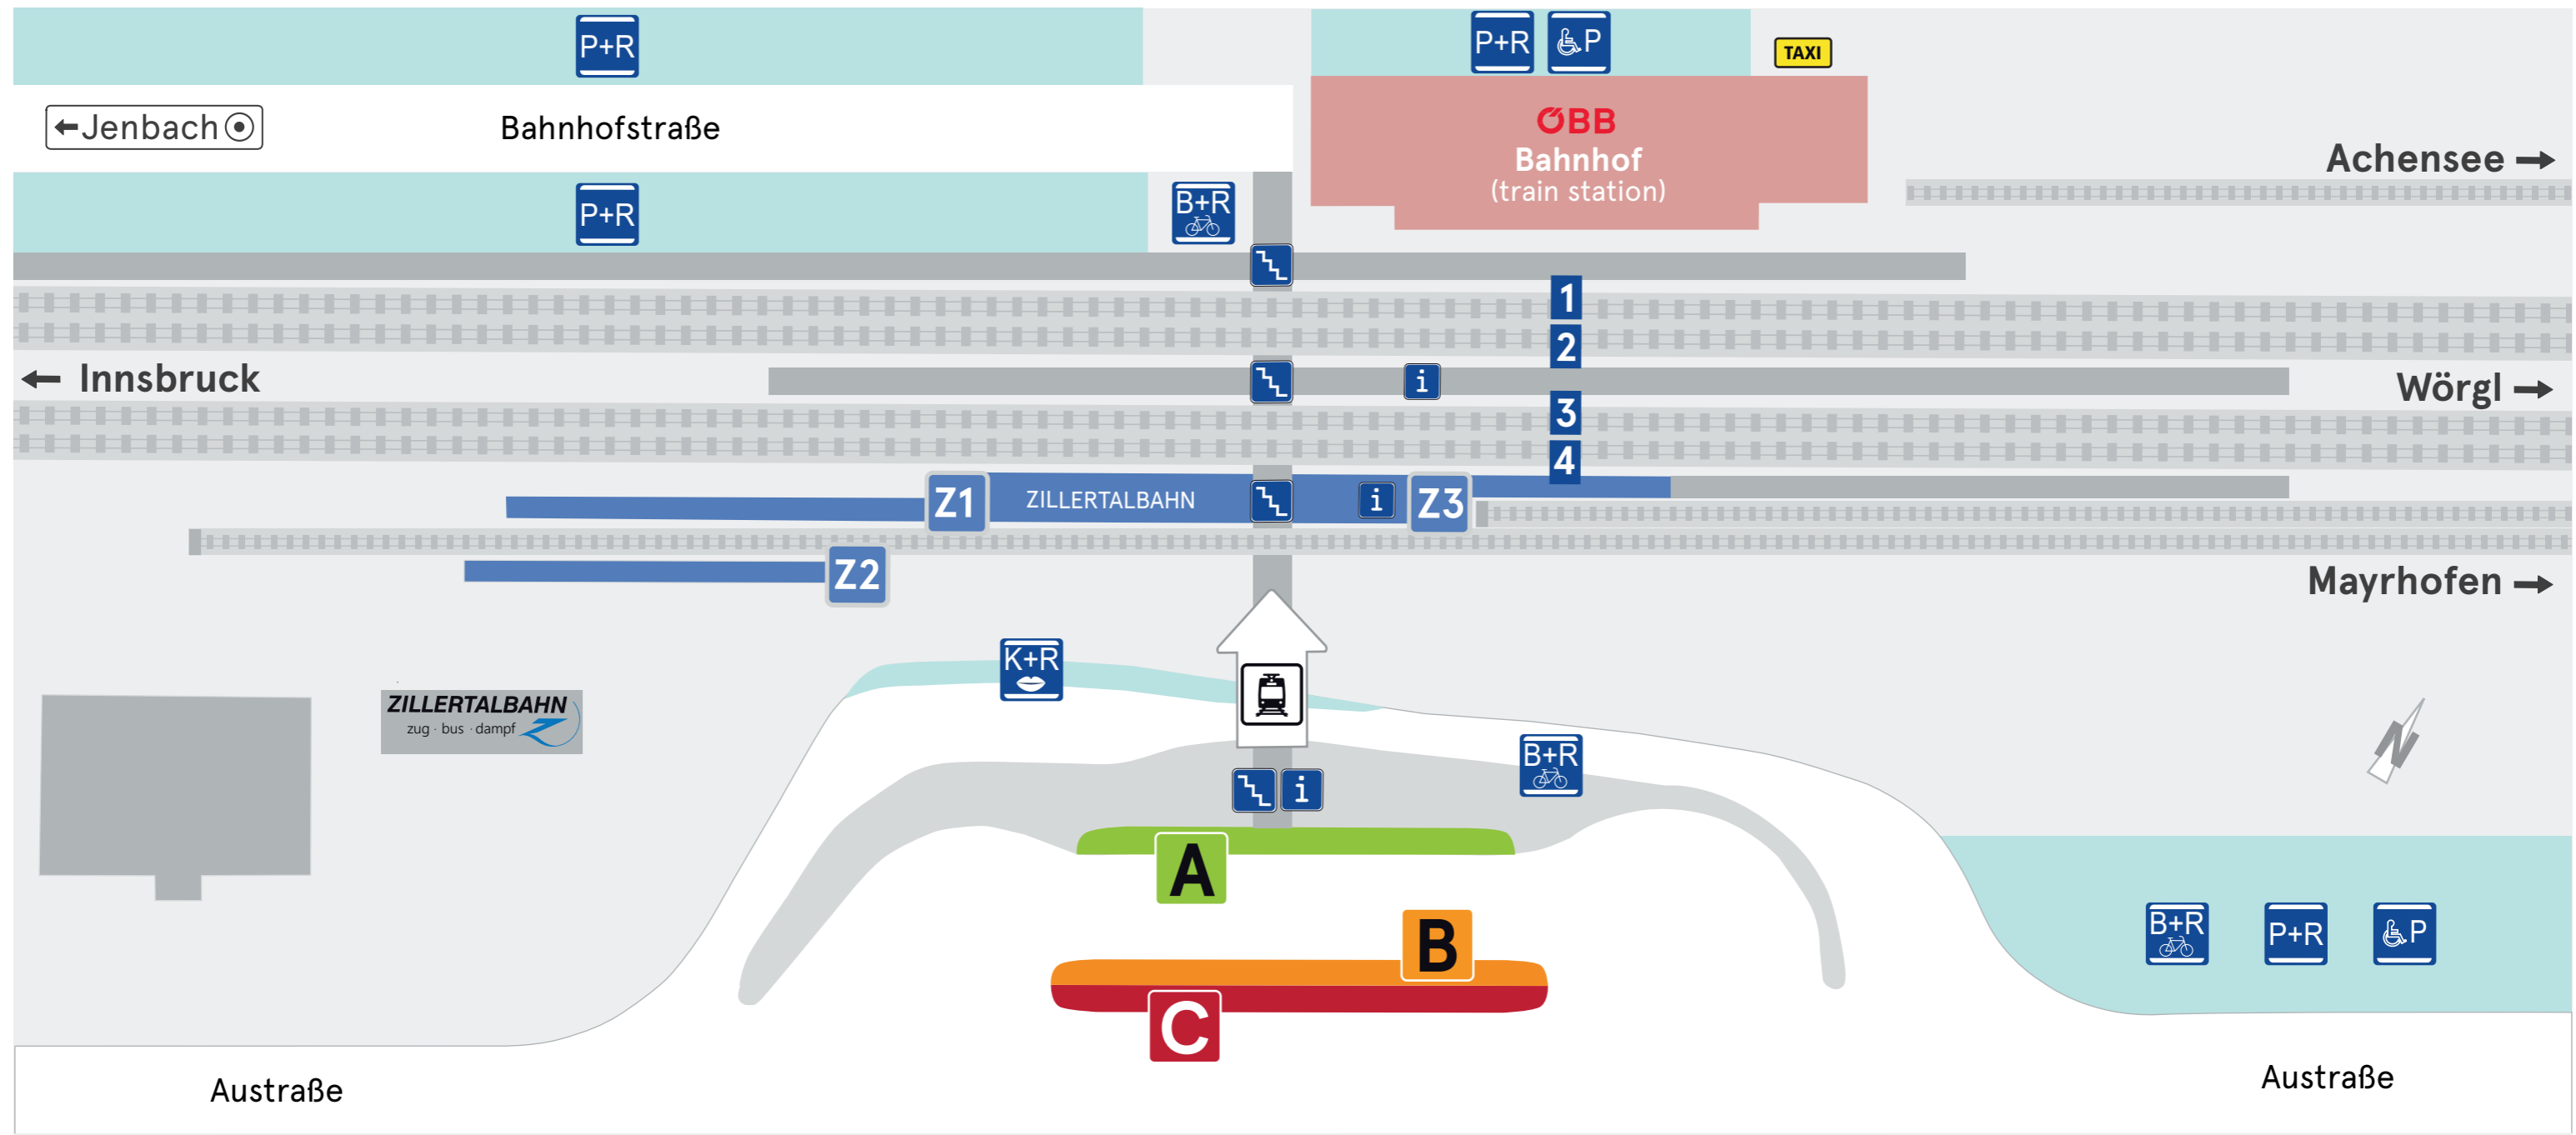 P+R
P+R
P
TAXI
←Jenbach
Bahnhofstraße
ÖBB
Bahnhof
(train station)
Achensee →
P+R
B+R
1
2
← Innsbruck
i
Wörgl →
3
4
Z1
ZILLERTALBAHN
i
Z3
Z2
Mayrhofen →
K+R
ZILLERTALBAHN
zug · bus · dampf
N
B+R
i
A
B
B+R
P+R
P
C
Austraße
Austraße